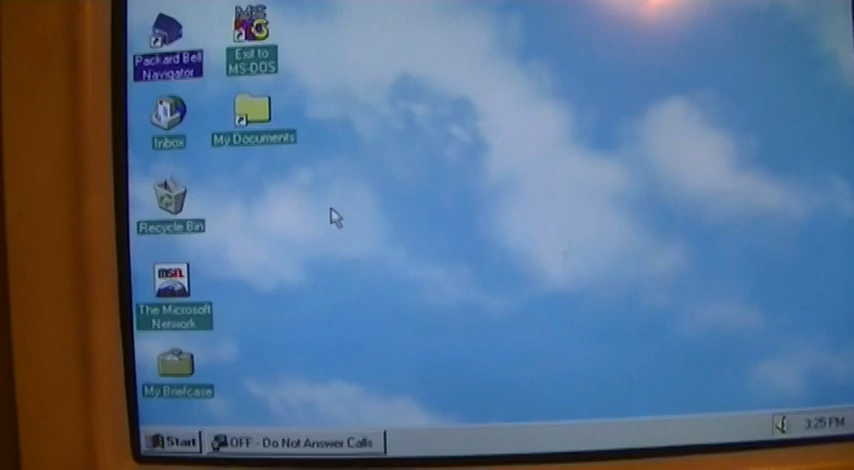 Packard Bell
Navigator
Exit to
MS-DOS
Inbox
My Documents
Recycle Bin
msn
The Microsoft
Network
My Briefcase
Start
OFF - Do Not Answer Calls
3:25 PM